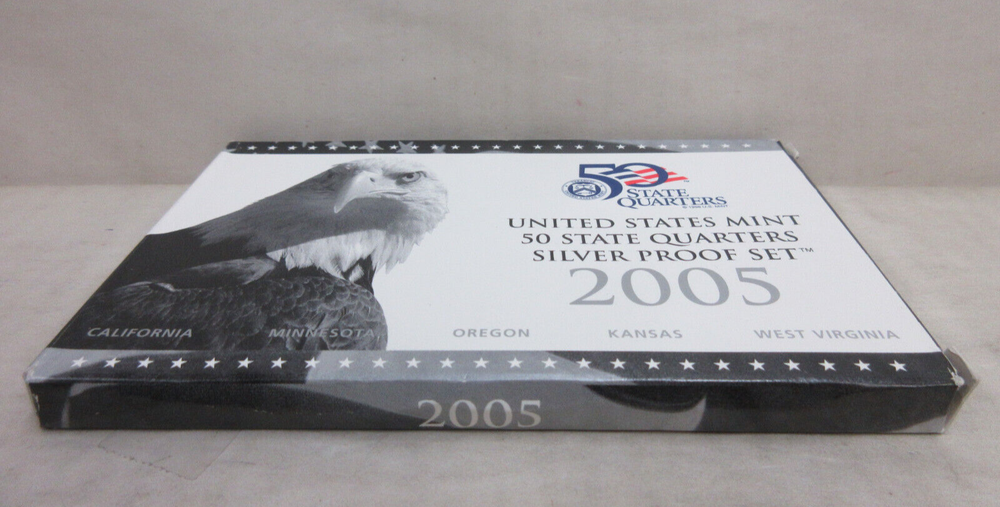 50
STATE
QUARTERS
UNITED STATES MINT
50 STATE QUARTERS
SILVER PROOF SET™
2005
CALIFORNIA MINNESOTA OREGON KANSAS WEST VIRGINIA
2005